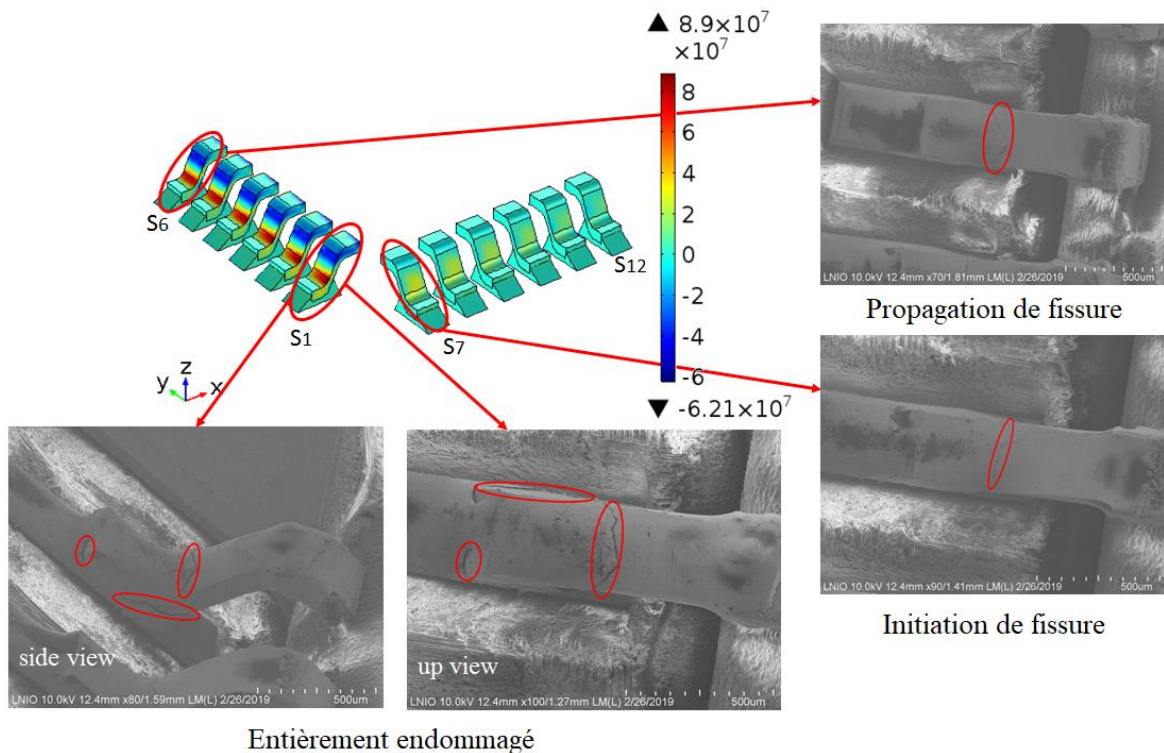 ▲ 8.9×10⁷
×10⁷
8
6
4
2
0
-2
-4
-6
▼ -6.21×10⁷
S6
S1
S7
S12
z
y
x
LNIO 10.0kV 12.4mm x70/1.81mm LM(L) 2/26/2019
500um
Propagation de fissure
LNIO 10.0kV 12.4mm x90/1.41mm LM(L) 2/26/2019
500um
Initiation de fissure
side view
LNIO 10.0kV 12.4mm x80/1.59mm LM(L) 2/26/2019
500um
up view
LNIO 10.0kV 12.4mm x100/1.27mm LM(L) 2/26/2019
500um
Entièrement endommagé